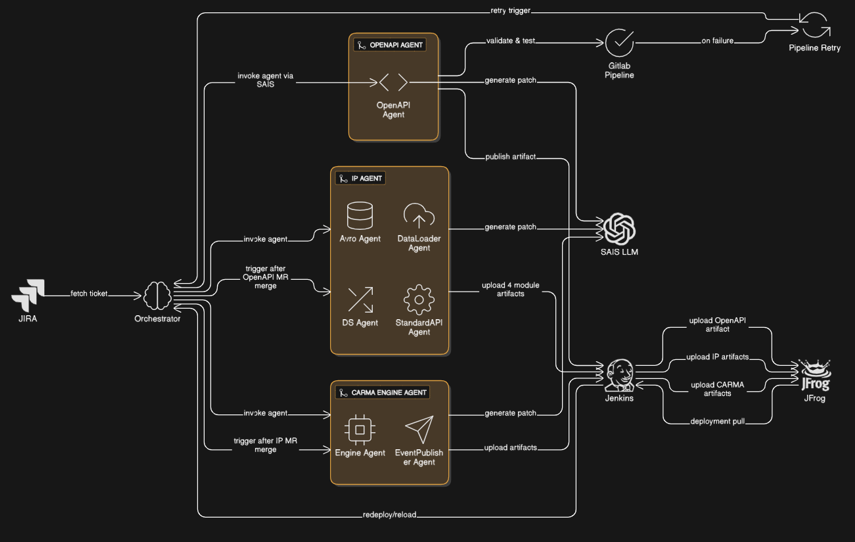 retry trigger
OPENAPI AGENT
validate & test
on failure
Pipeline Retry
Gitlab
Pipeline
invoke agent via
SAIS
generate patch
OpenAPI
Agent
publish artifact
IP AGENT
Avro Agent
DataLoader
Agent
invoke agent
generate patch
SAIS LLM
trigger after
OpenAPI MR
merge
fetch ticket
JIRA
Orchestrator
upload 4 module
artifacts
DS Agent
StandardAPI
Agent
upload OpenAPI
artifact
upload IP artifacts
JFrog
Jenkins
JFrog
upload CARMA
artifacts
CARMA ENGINE AGENT
invoke agent
generate patch
deployment pull
trigger after IP MR
merge
Engine Agent
EventPublish
er Agent
upload artifacts
redeploy/reload